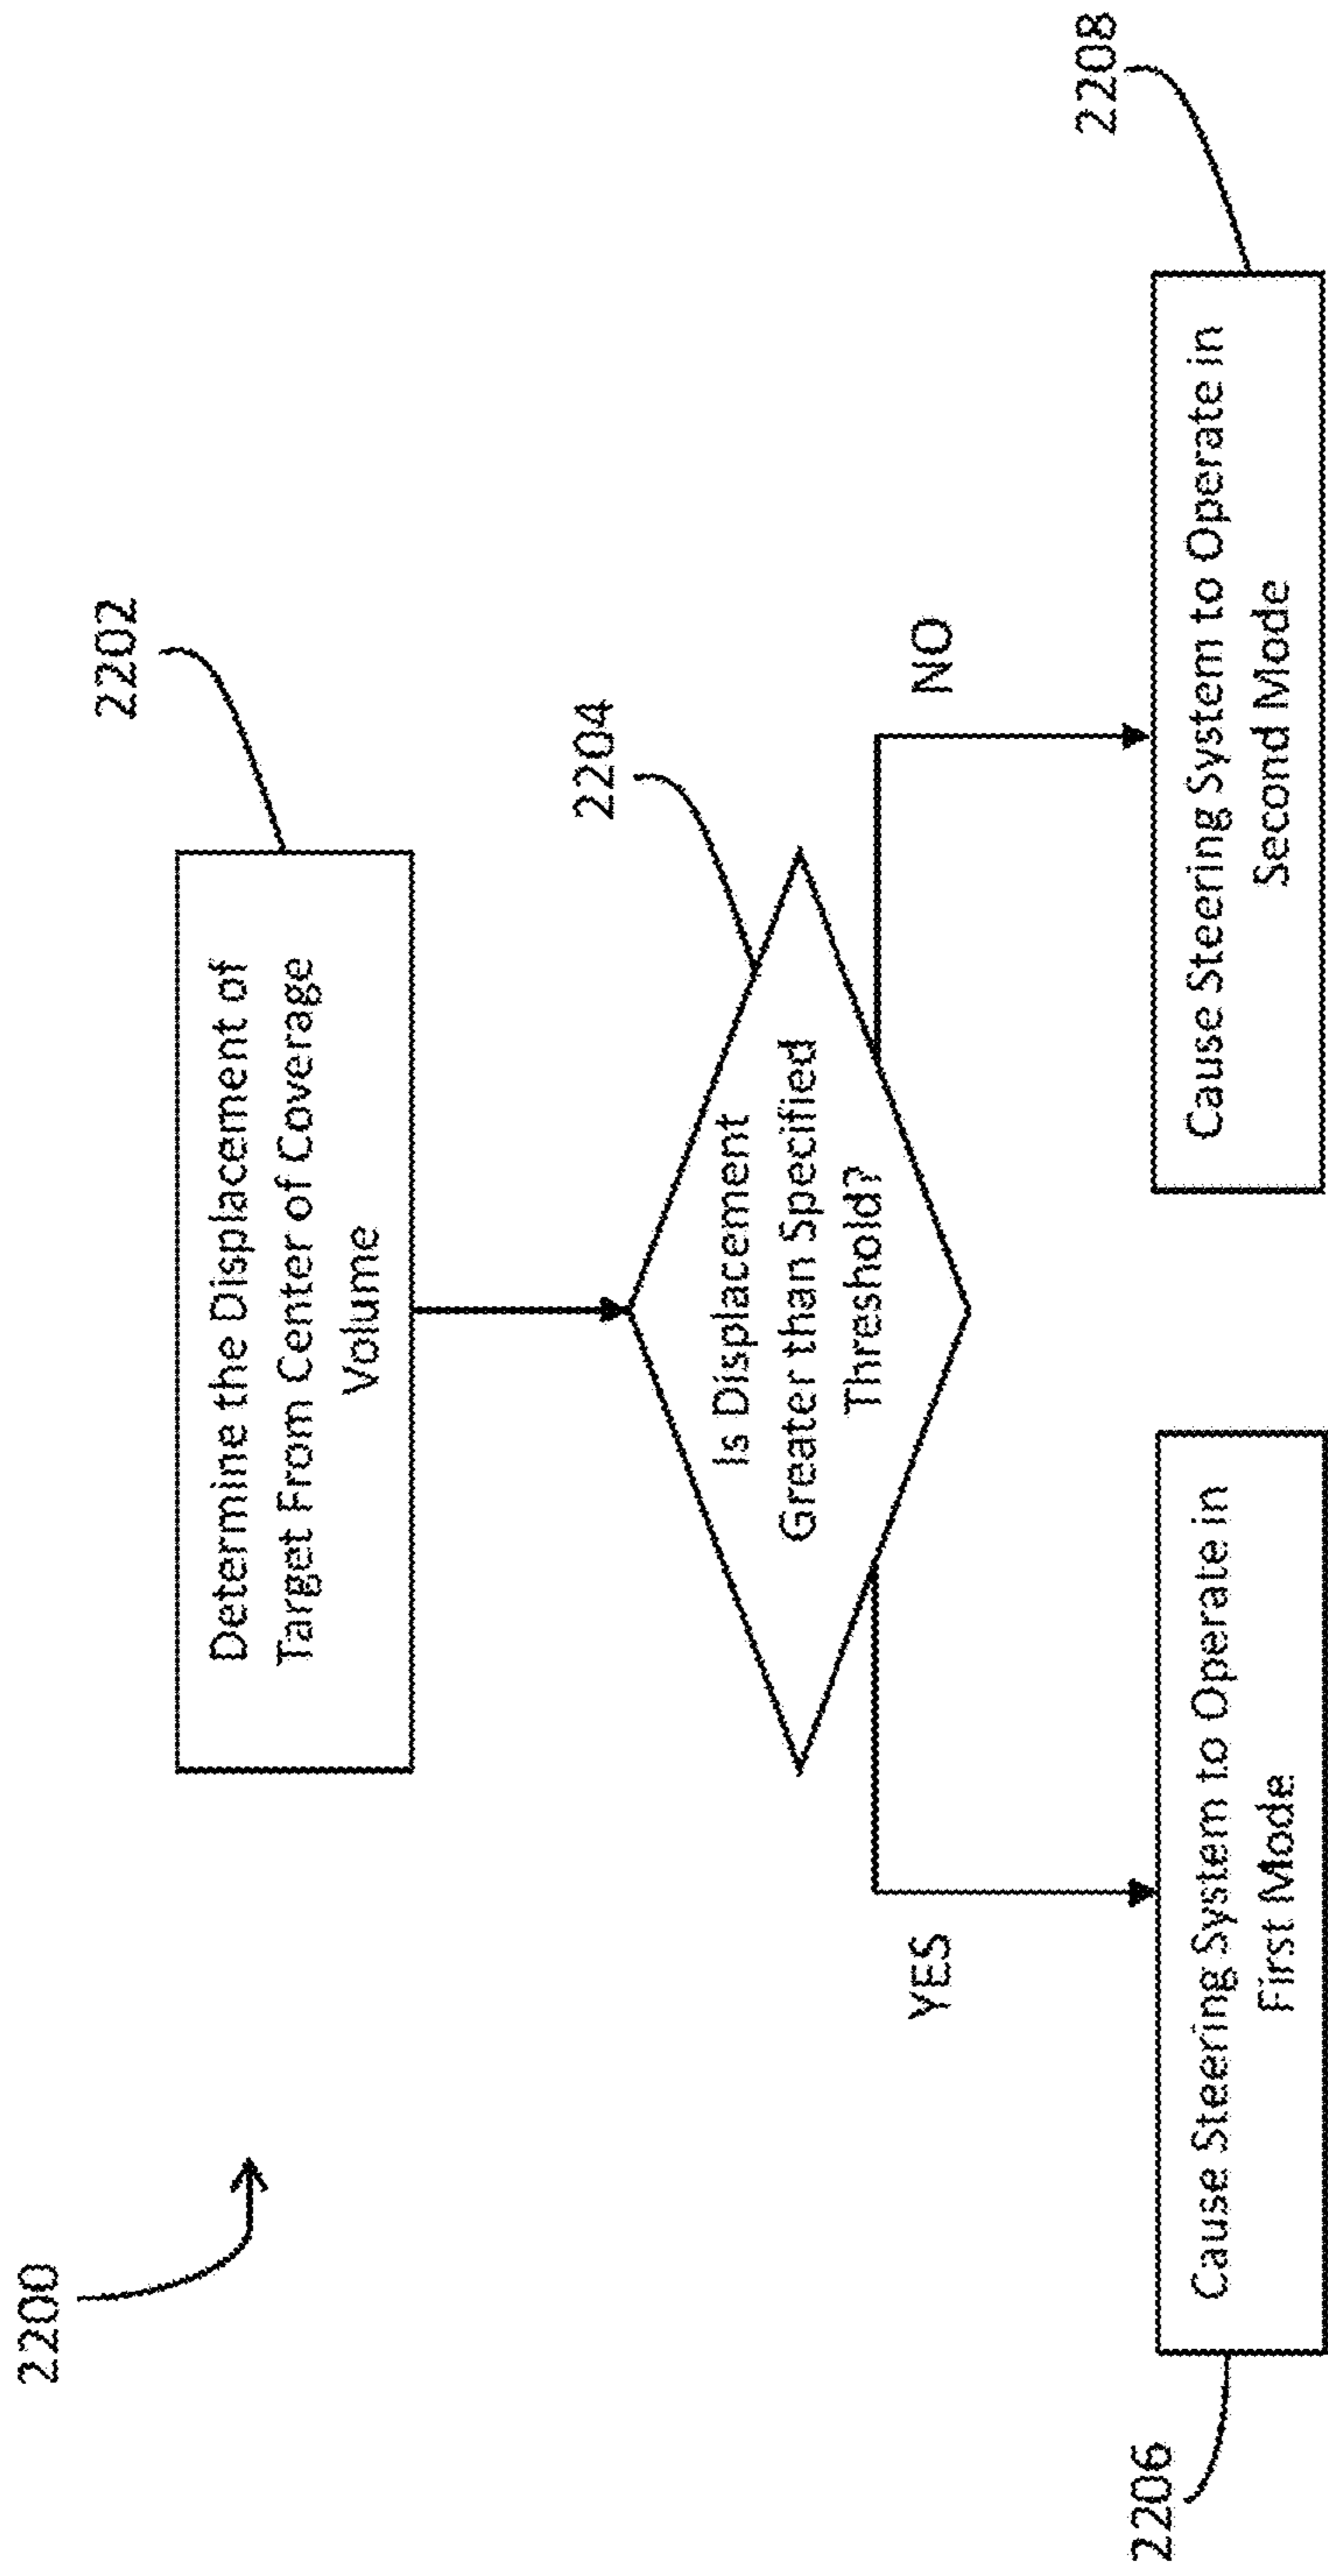 2200
2202
Determine the Displacement of
Target From Center of Coverage
Volume
2204
Is Displacement
Greater than Specified
Threshold?
YES
NO
2206
Cause Steering System to Operate in
First Mode
2208
Cause Steering System to Operate in
Second Mode